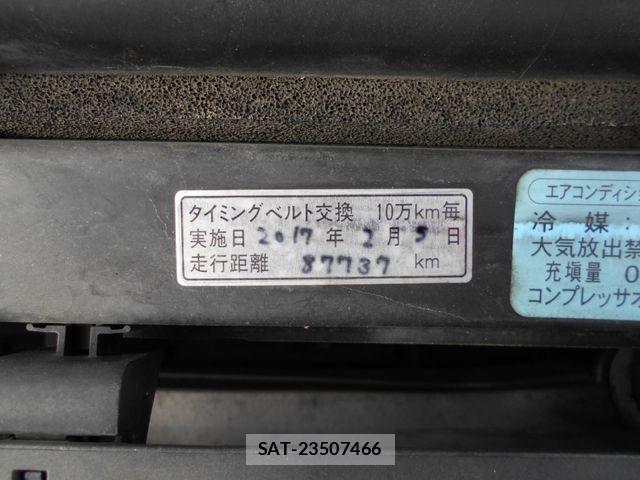 タイミングベルト交換 10万km毎
実施日 2017 年 2 月 5 日
走行距離 87737 km
エアコンディショ
冷 媒 :
大気放出禁
充填量 0
コンプレッサオ
SAT-23507466